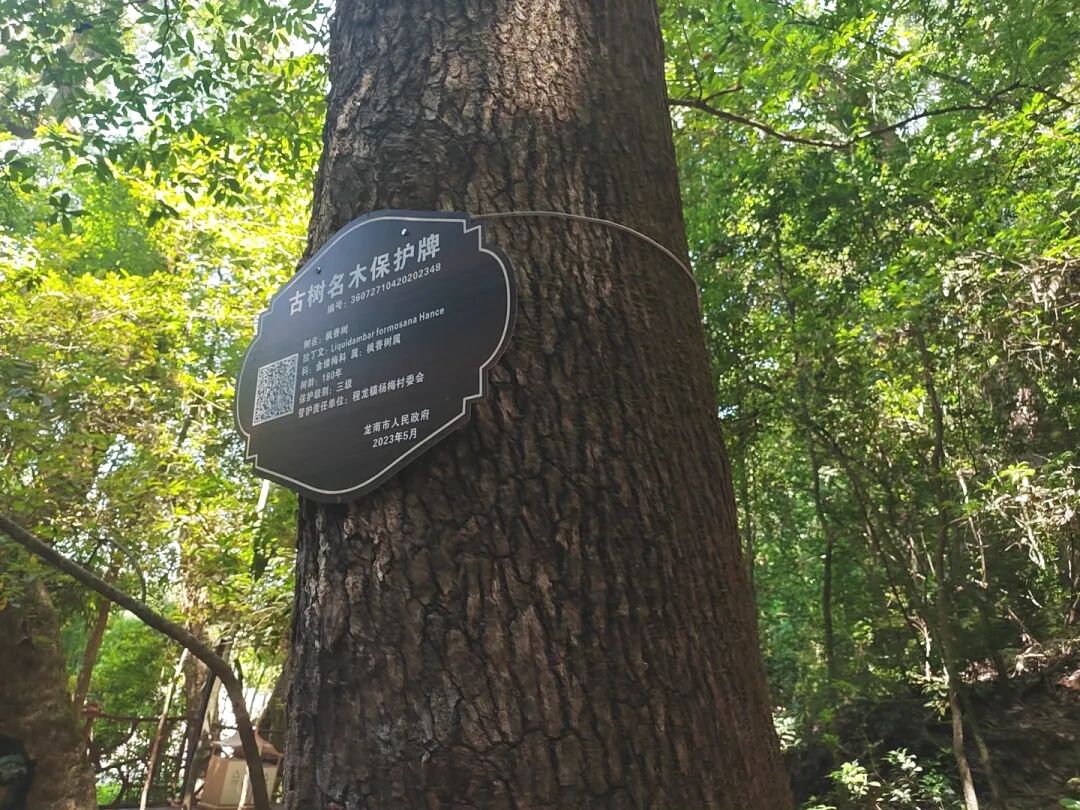 古树名木保护牌
编号：36072710420202348
树名：枫香树
拉丁文：Liquidambar formosana Hance
科：金缕梅科 属：枫香树属
树龄：180年
保护级别：三级
管护责任单位：程龙镇杨梅村委会
龙南市人民政府
2023年5月